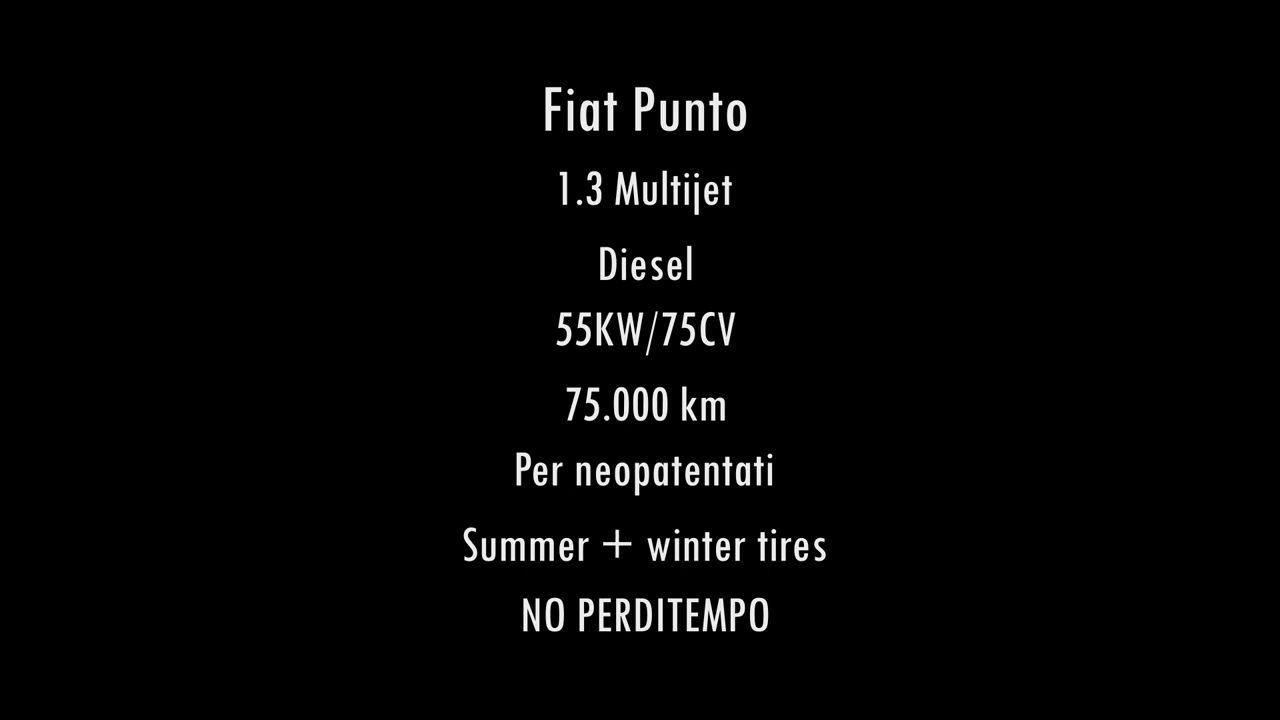 Fiat Punto
1.3 Multijet
Diesel
55KW/75CV
75.000 km
Per neopatentati
Summer + winter tires
NO PERDITEMPO